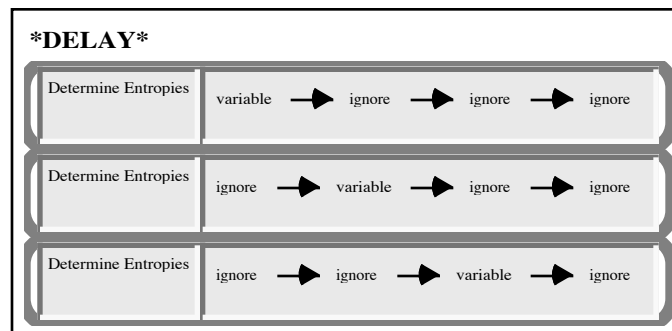 *DELAY*
Determine Entropies variable ignore ignore ignore
Determine Entropies ignore variable ignore ignore
Determine Entropies ignore ignore variable ignore